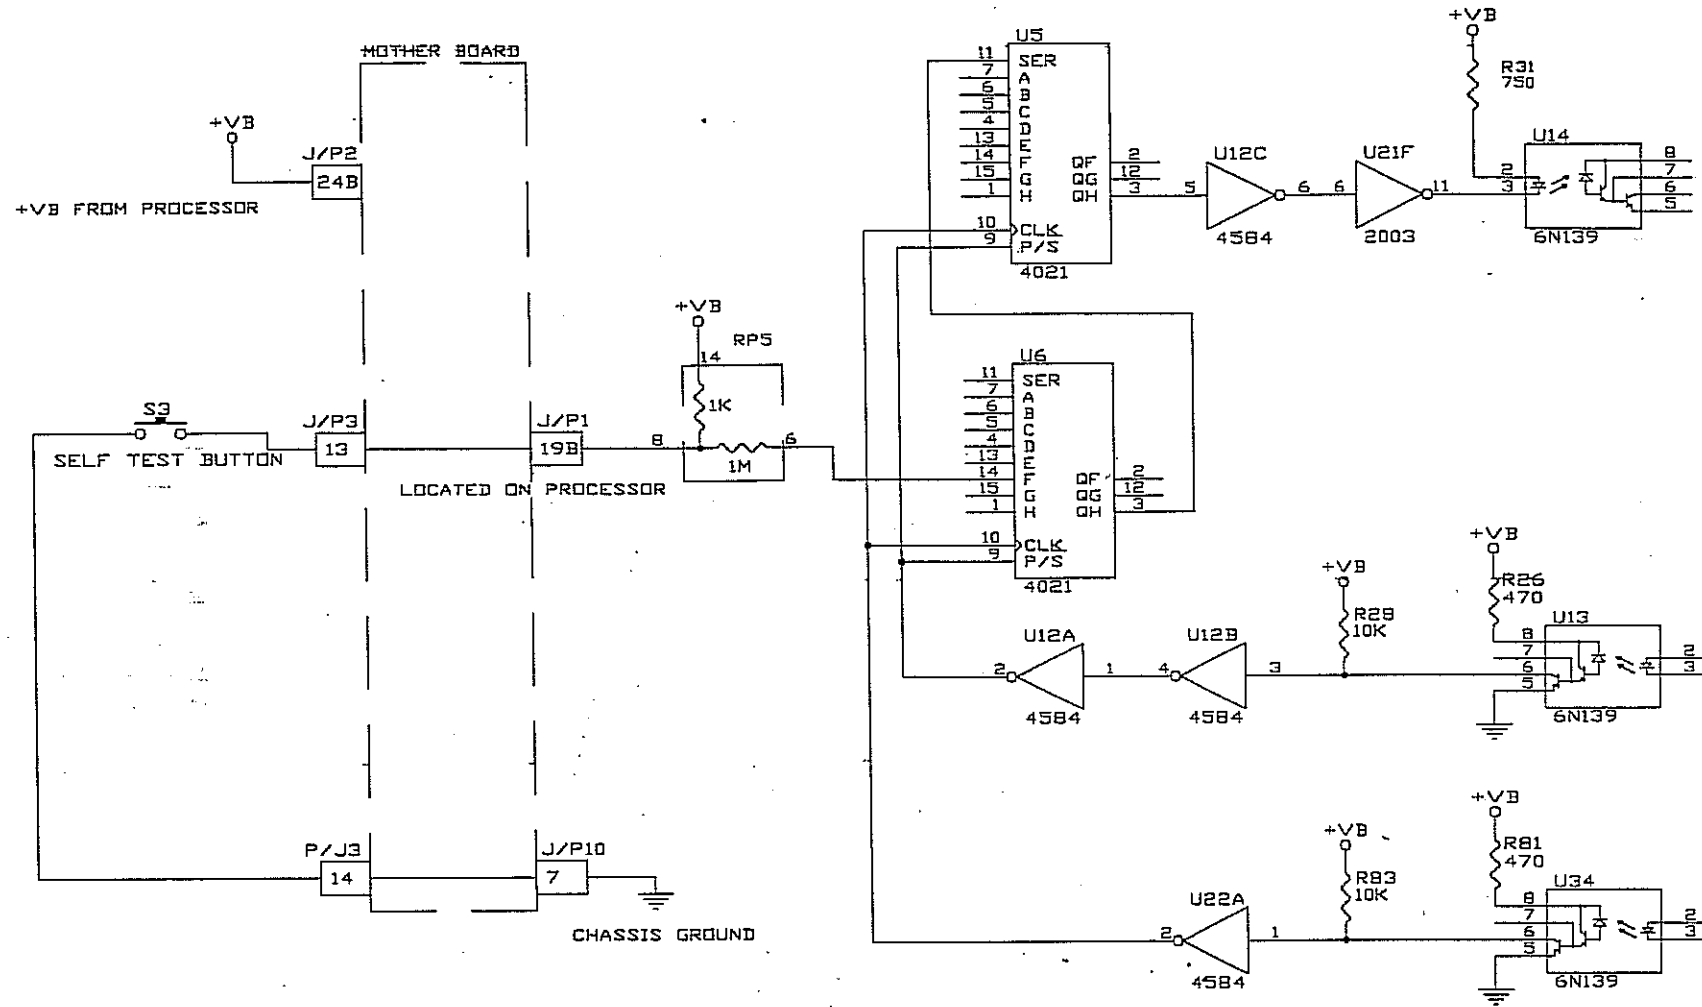 MOTHER BOARD
+VB
J/P2
24B
+VB FROM PROCESSOR
S3
SELF TEST BUTTON
J/P3
13
J/P1
19B
LOCATED ON PROCESSOR
P/J3
14
J/P10
7
CHASSIS GROUND
+VB
RP5
14
1K
8
6
1M
U5
11 SER
7 A
6 B
5 C
4 D
13 E
14 F
15 G
1 H
QF 2
QG 12
QH 3
10 CLK
9 P/S
4021
U12C
5
6
4584
U21F
6
11
2003
+VB
R31
750
U14
2
3
8
7
6
5
6N139
U6
11 SER
7 A
6 B
5 C
4 D
13 E
14 F
15 G
1 H
QF 2
QG 12
QH 3
10 CLK
9 P/S
4021
U12A
2
1
4584
U12B
4
3
4584
+VB
R29
10K
+VB
R26
470
U13
8
7
6
5
2
3
6N139
U22A
2
1
4584
+VB
R83
10K
+VB
R81
470
U34
8
7
6
5
2
3
6N139